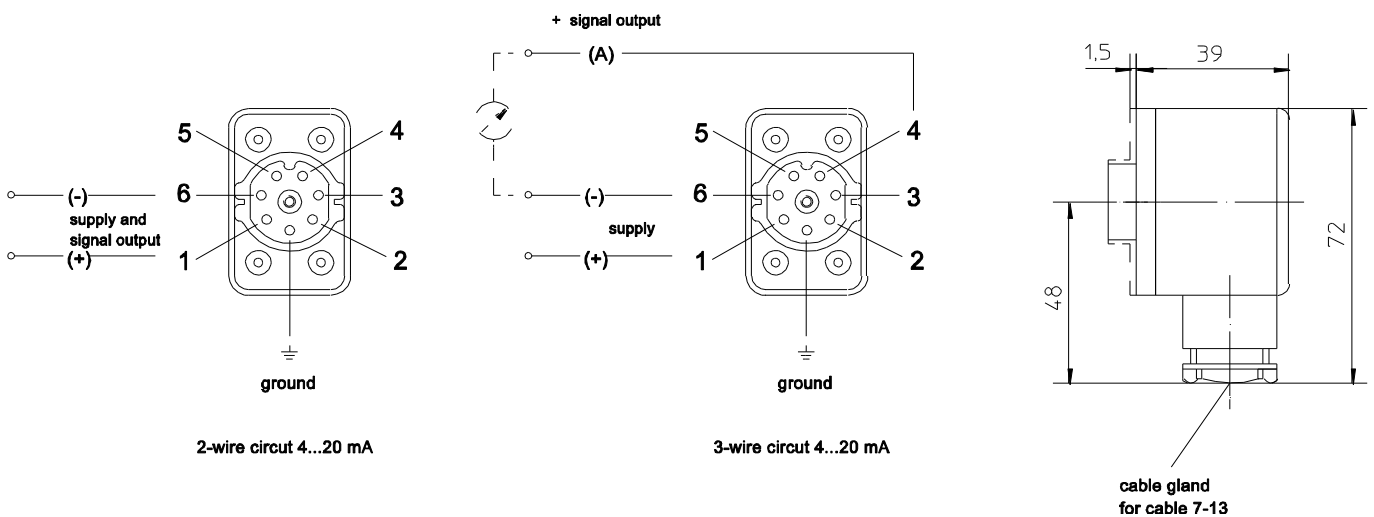 5
4
6
3
1
2
(-)
supply and
signal output
(+)
ground
2-wire circut 4...20 mA
+ signal output
(A)
5
4
6
3
1
2
(-)
supply
(+)
ground
3-wire circut 4...20 mA
1,5
39
48
72
cable gland
for cable 7-13